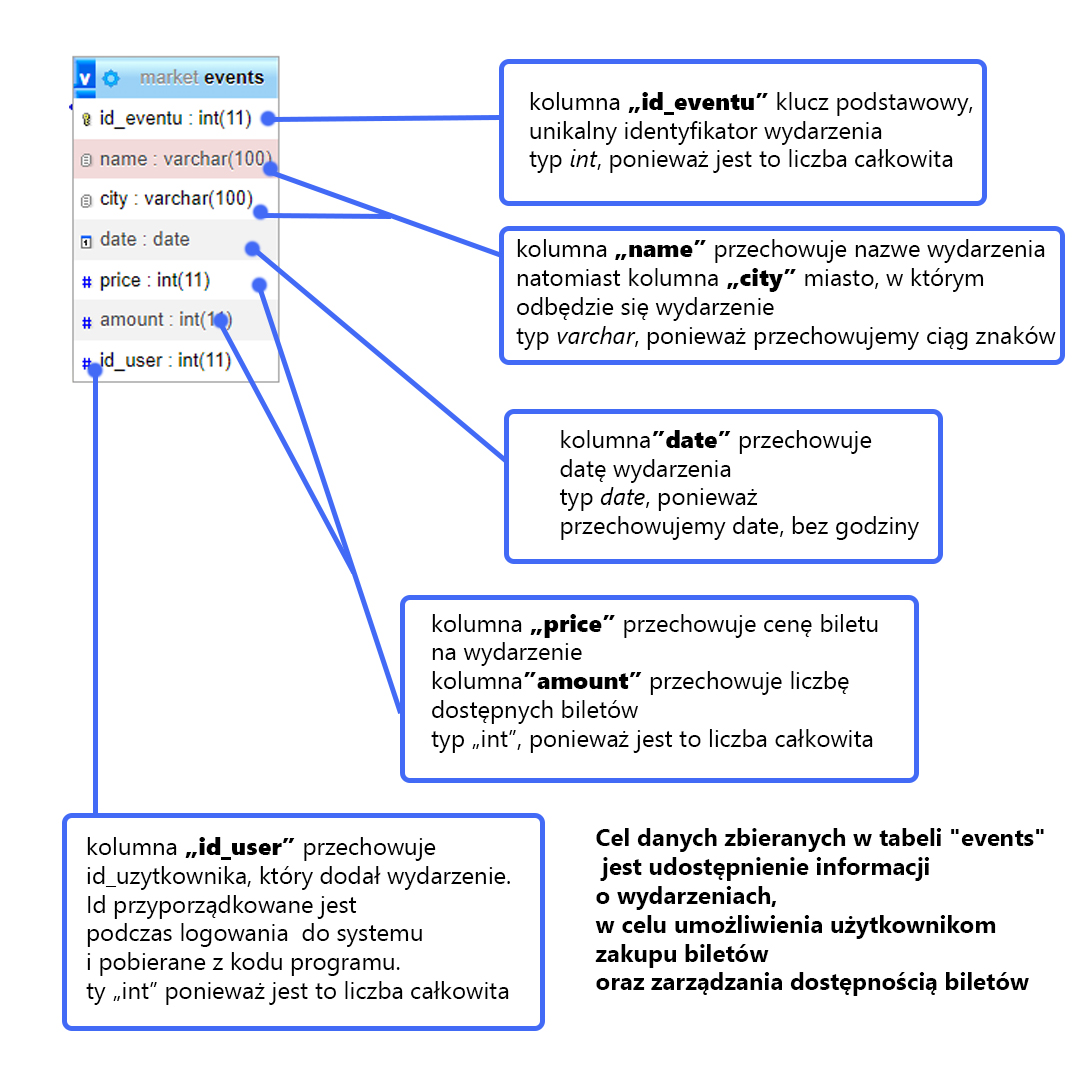 v market events
id_eventu : int(11)
name : varchar(100)
city : varchar(100)
1 date : date
# price : int(11)
# amount : int(11)
# id_user : int(11)
kolumna „id_eventu” klucz podstawowy,
unikalny identyfikator wydarzenia
typ int, ponieważ jest to liczba całkowita
kolumna „name” przechowuje nazwe wydarzenia
natomiast kolumna „city” miasto, w którym
odbędzie się wydarzenie
typ varchar, ponieważ przechowujemy ciąg znaków
kolumna”date” przechowuje
datę wydarzenia
typ date, ponieważ
przechowujemy date, bez godziny
kolumna „price” przechowuje cenę biletu
na wydarzenie
kolumna”amount” przechowuje liczbę
dostępnych biletów
typ „int”, ponieważ jest to liczba całkowita
kolumna „id_user” przechowuje
id_uzytkownika, który dodał wydarzenie.
Id przyporządkowane jest
podczas logowania  do systemu
i pobierane z kodu programu.
ty „int” ponieważ jest to liczba całkowita
Cel danych zbieranych w tabeli "events"
jest udostępnienie informacji
o wydarzeniach,
w celu umożliwienia użytkownikom
zakupu biletów
oraz zarządzania dostępnością biletów